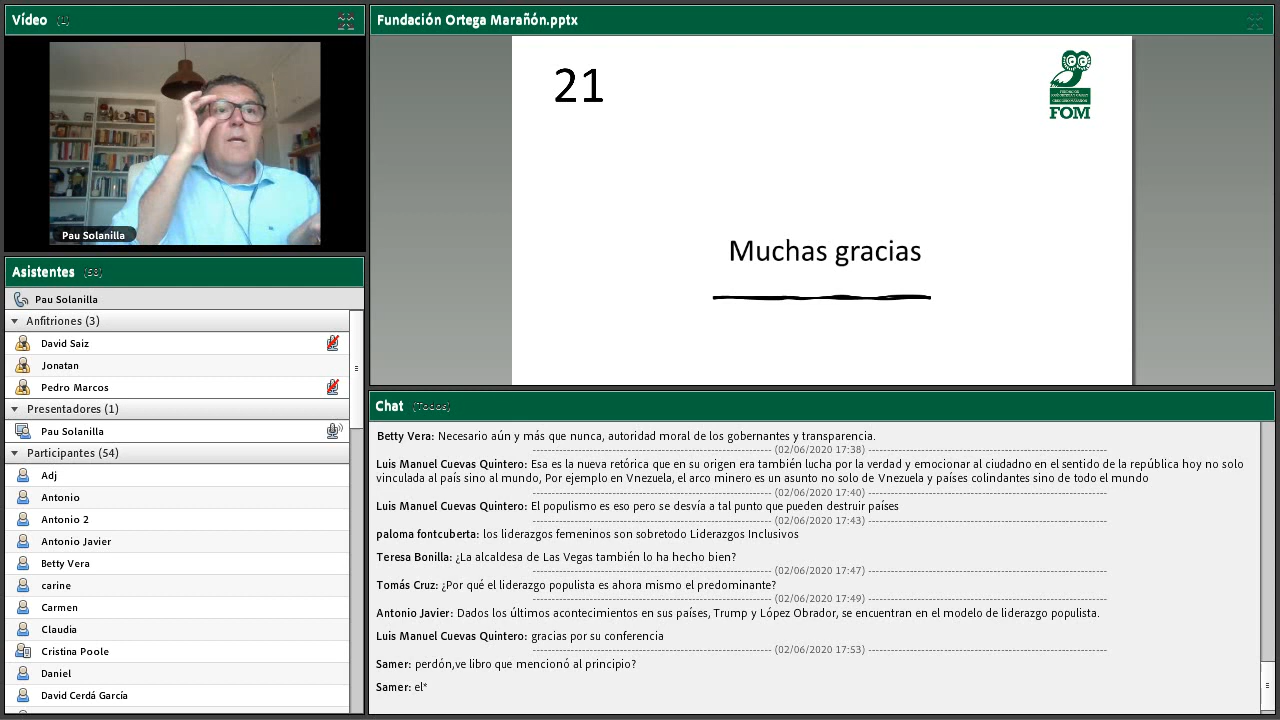 Vídeo (1)
Pau Solanilla
Asistentes (58)
Pau Solanilla
Anfitriones (3)
David Saiz
Jonatan
Pedro Marcos
Presentadores (1)
Pau Solanilla
Participantes (54)
Adj
Antonio
Antonio 2
Antonio Javier
Betty Vera
carine
Carmen
Claudia
Cristina Poole
Daniel
David Cerdá García
Fundación Ortega Marañón.pptx
21
FOM
Muchas gracias
Chat (Todos)
Betty Vera: Necesario aún y más que nunca, autoridad moral de los gobernantes y transparencia.
(02/06/2020 17:38)
Luis Manuel Cuevas Quintero: Esa es la nueva retórica que en su origen era también lucha por la verdad y emocionar al ciudadno en el sentido de la república hoy no solo
vinculada al país sino al mundo, Por ejemplo en Vnezuela, el arco minero es un asunto no solo de Vnezuela y países colindantes sino de todo el mundo
(02/06/2020 17:40)
Luis Manuel Cuevas Quintero: El populismo es eso pero se desvía a tal punto que pueden destruir países
(02/06/2020 17:43)
paloma fontcuberta: los liderazgos femeninos son sobretodo Liderazgos Inclusivos
Teresa Bonilla: ¿La alcaldesa de Las Vegas también lo ha hecho bien?
(02/06/2020 17:47)
Tomás Cruz: ¿Por qué el liderazgo populista es ahora mismo el predominante?
(02/06/2020 17:49)
Antonio Javier: Dados los últimos acontecimientos en sus países, Trump y López Obrador, se encuentran en el modelo de liderazgo populista.
Luis Manuel Cuevas Quintero: gracias por su conferencia
(02/06/2020 17:53)
Samer: perdón,ve libro que mencionó al principio?
Samer: el*